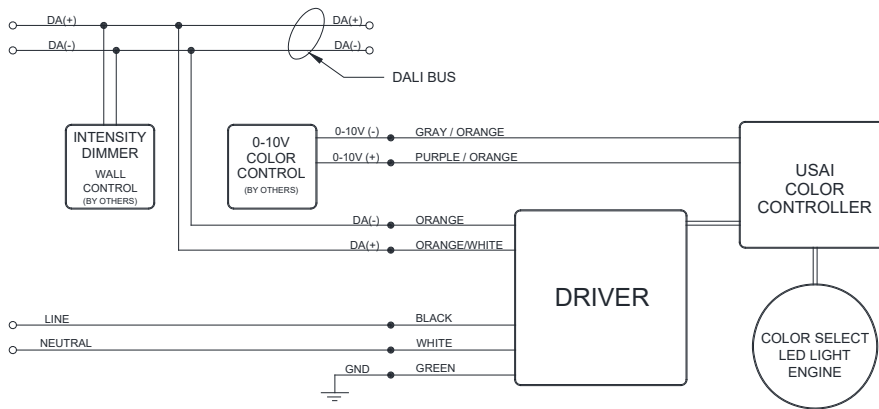 DA(+)
DA(+)
DA(-)
DA(-)
DALI BUS
INTENSITY
DIMMER
WALL
CONTROL
(BY OTHERS)
0-10V
COLOR
CONTROL
(BY OTHERS)
0-10V (-)
GRAY / ORANGE
0-10V (+)
PURPLE / ORANGE
USAI
COLOR
CONTROLLER
DA(-)
ORANGE
DA(+)
ORANGE/WHITE
DRIVER
LINE
BLACK
NEUTRAL
WHITE
GND
GREEN
COLOR SELECT
LED LIGHT
ENGINE